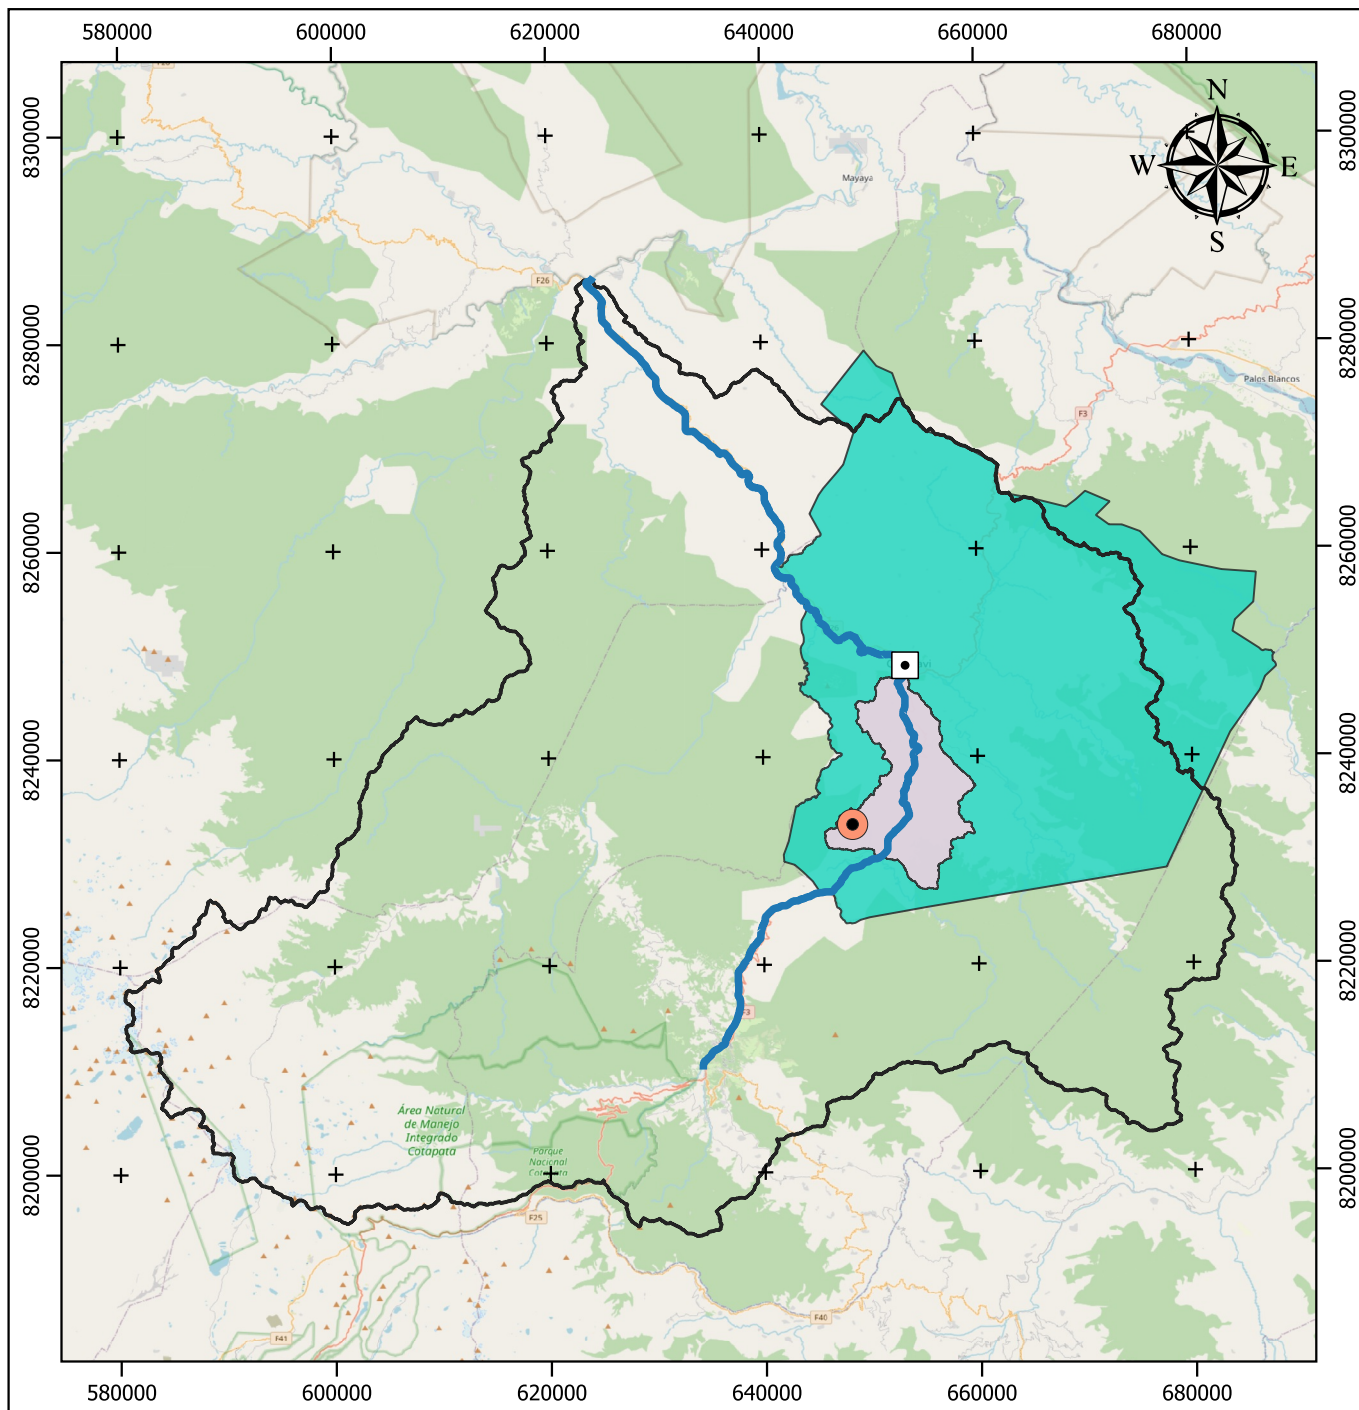 580000 600000 620000 640000 660000 680000
N
W E
S
8300000 8300000
Mayaya
F26
8280000 8280000
Palos Blancos
F3
8260000 8260000
8240000 8240000
8220000 8220000
F3
Área Natural
de Manejo
Integrado
Cotapata
Parque
Nacional
Cotapata
8200000 8200000
F25
F40
F41
580000 600000 620000 640000 660000 680000